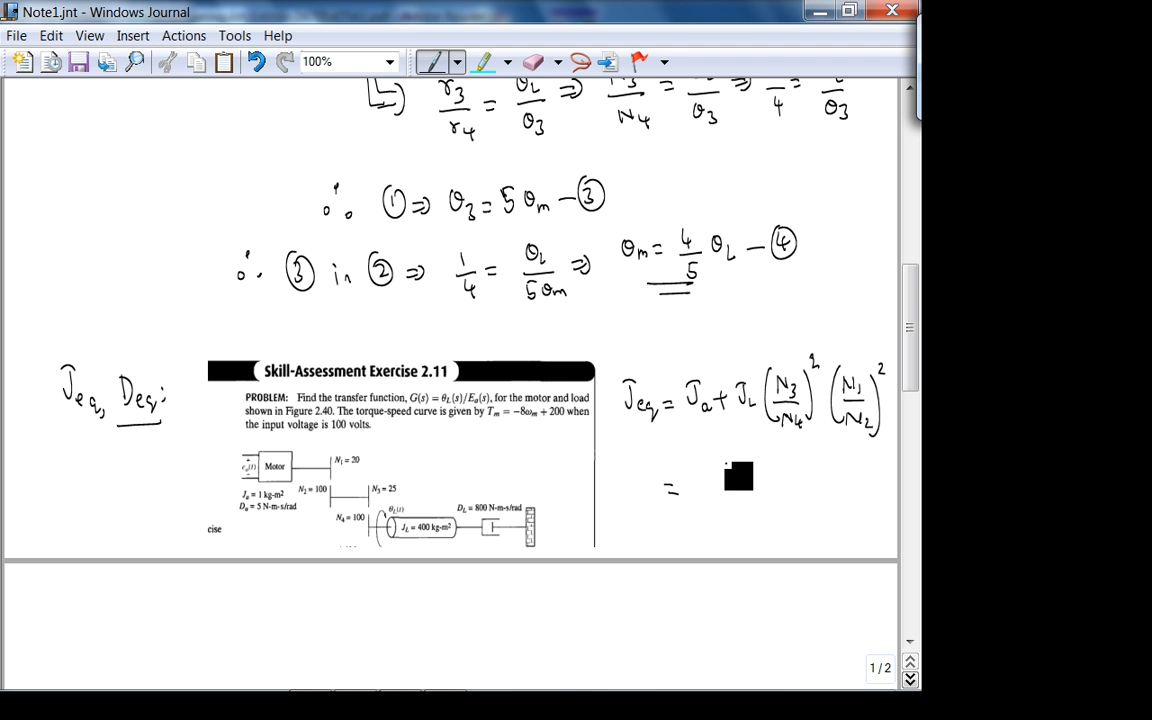 Note1.jnt - Windows Journal
File Edit View Insert Actions Tools Help
100%
r3/r4 = θL/θ3 ⇒ N3/N4 = /θ3 ⇒ /4 = /θ3
∴ ① ⇒ θ3 = 5 θm — ③
∴ ③ in ② ⇒ 1/4 = θL/5θm ⇒ θm = 4/5 θL — ④
Jeq, Deq:
Skill-Assessment Exercise 2.11
PROBLEM: Find the transfer function, G(s) = θL(s)/Ea(s), for the motor and load
shown in Figure 2.40. The torque-speed curve is given by Tm = −8ωm + 200 when
the input voltage is 100 volts.
Jeq = Ja + JL (N3/N4)² (N1/N2)²
=
ea(t) Motor N1 = 20
N2 = 100 N3 = 25
Ja = 1 kg-m²
Da = 5 N-m-s/rad
N4 = 100 θL(t) JL = 400 kg-m² DL = 800 N-m-s/rad
cise
1 / 2